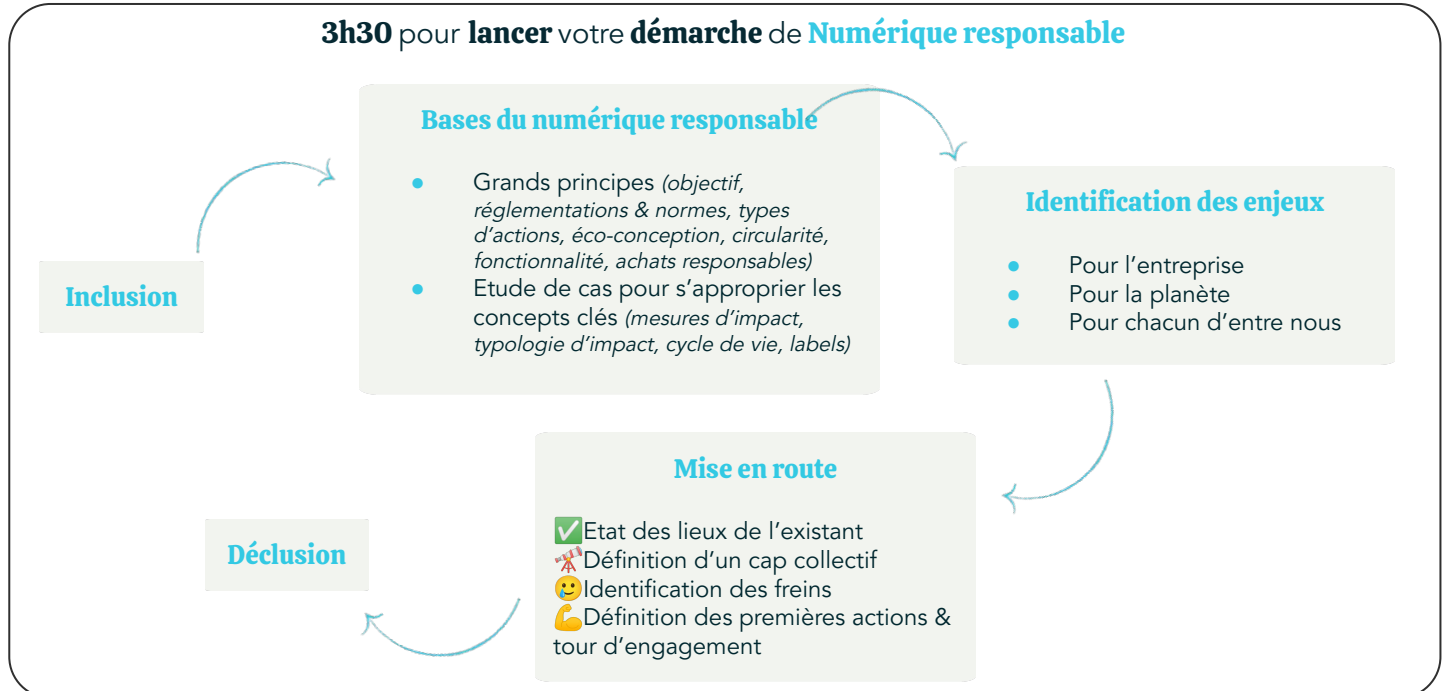 3h30 pour lancer votre démarche de Numérique responsable
Inclusion
Bases du numérique responsable
● Grands principes (objectif,
réglementations & normes, types
d'actions, éco-conception, circularité,
fonctionnalité, achats responsables)
● Etude de cas pour s'approprier les
concepts clés (mesures d'impact,
typologie d'impact, cycle de vie, labels)
Identification des enjeux
● Pour l'entreprise
● Pour la planète
● Pour chacun d'entre nous
Mise en route
✅Etat des lieux de l'existant
🔭Définition d'un cap collectif
🥲Identification des freins
💪Définition des premières actions &
tour d'engagement
Déclusion